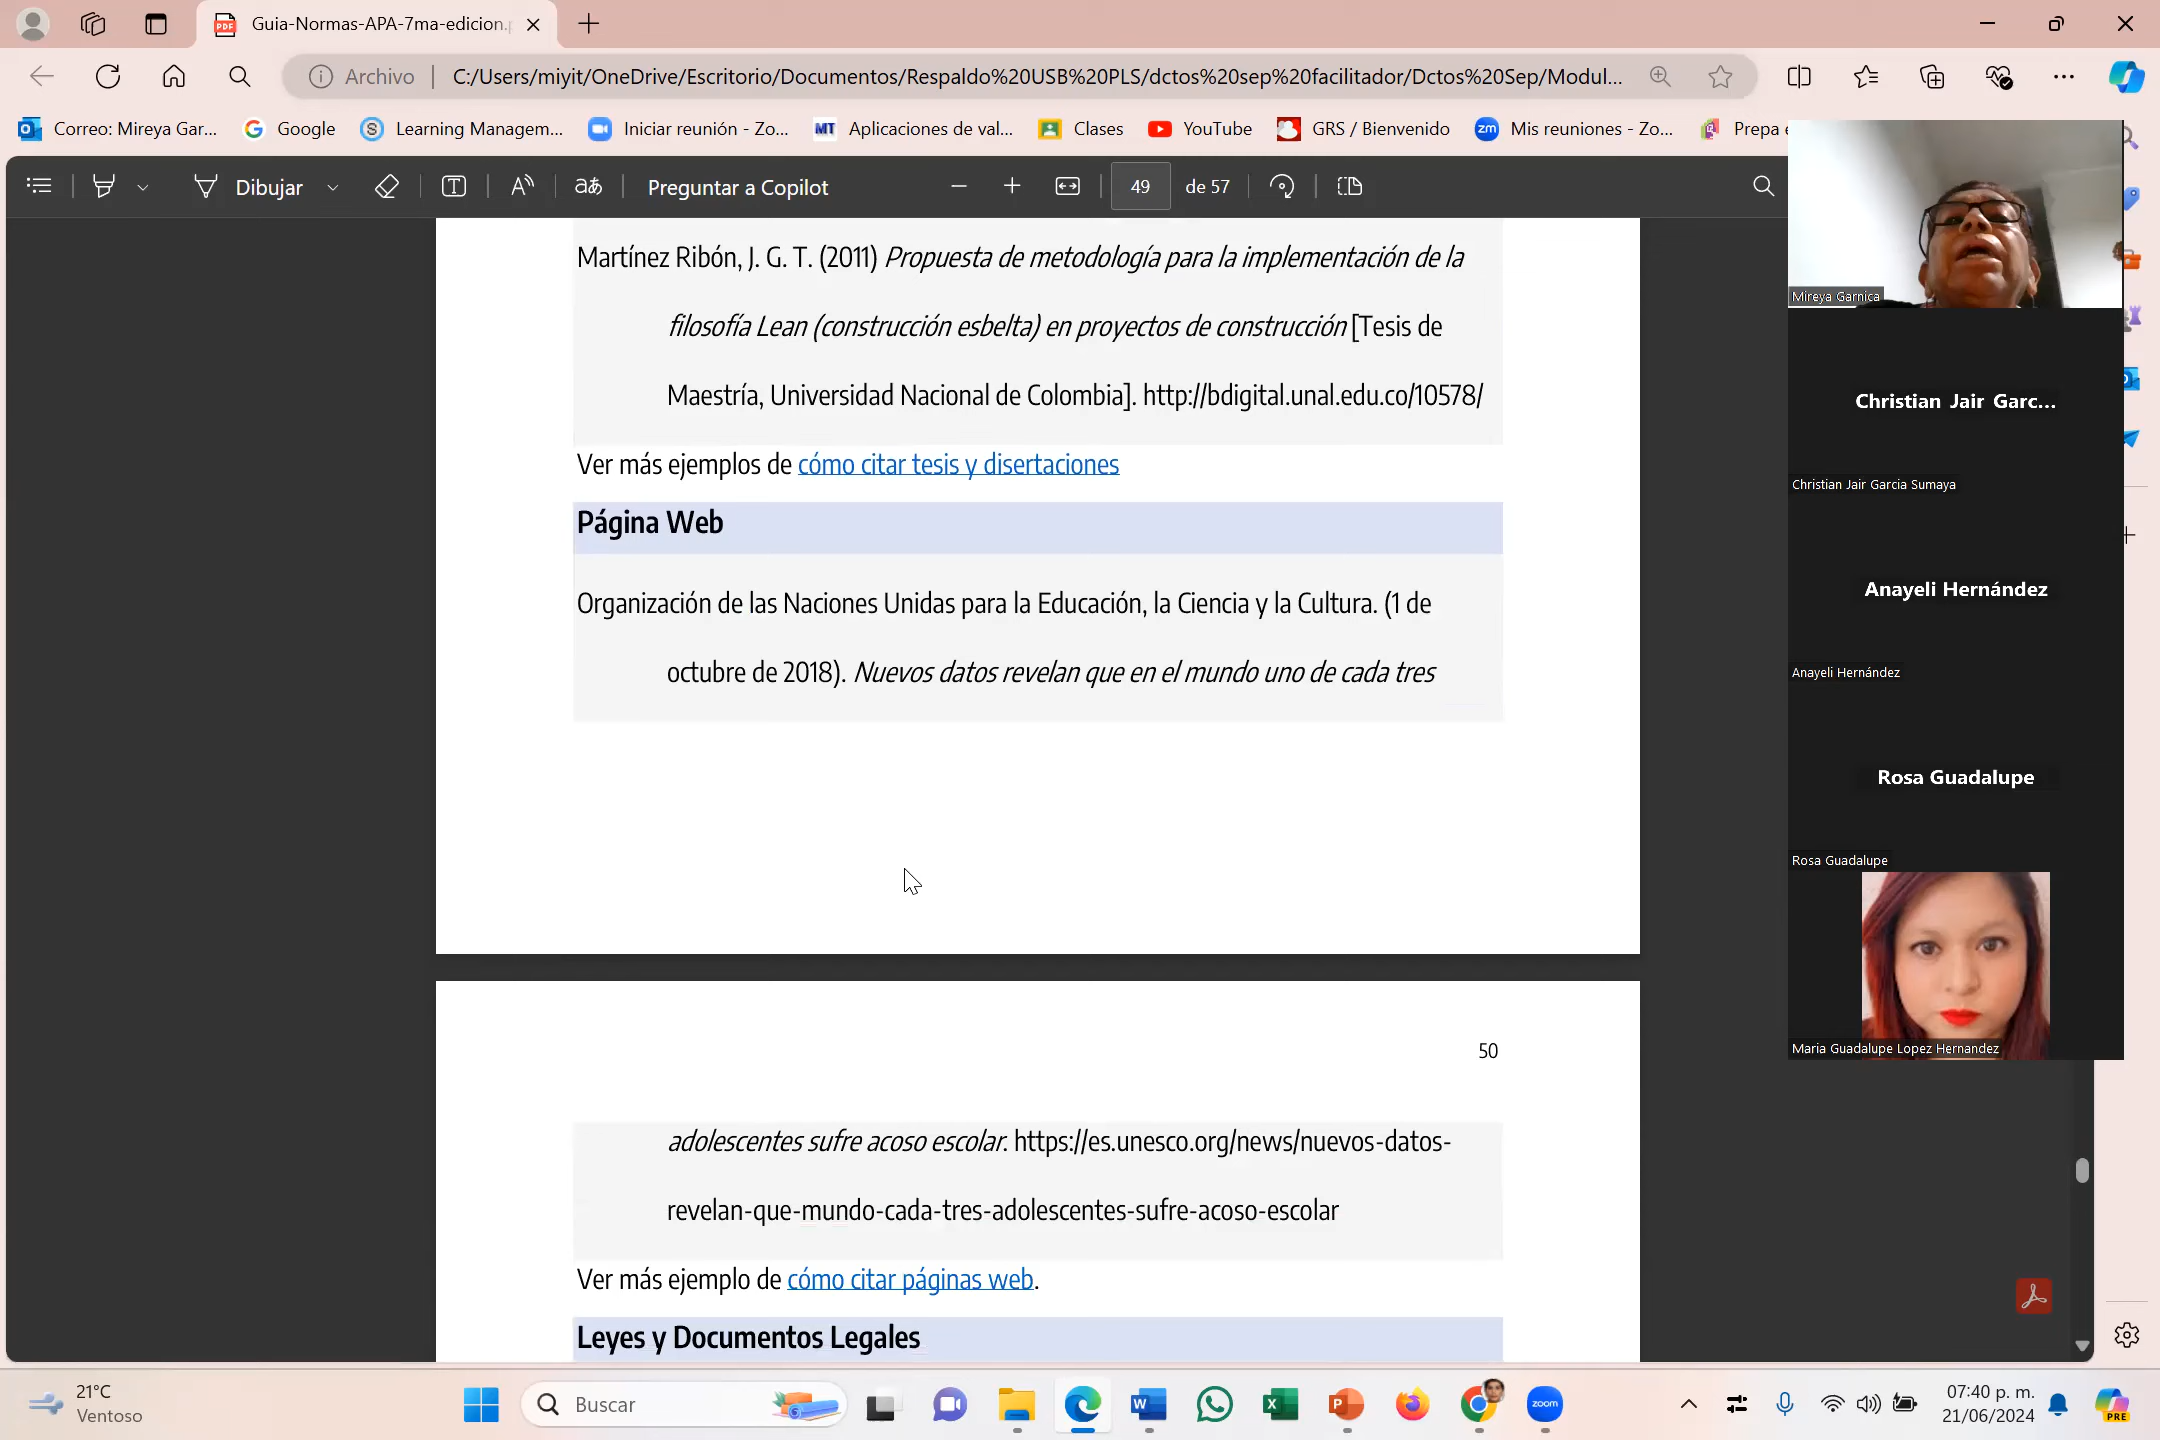 Guia-Normas-APA-7ma-edicion.p
Archivo
C:/Users/miyit/OneDrive/Escritorio/Documentos/Respaldo%20USB%20PLS/dctos%20sep%20facilitador/Dctos%20Sep/Modul...
Correo: Mireya Gar...
Google
Learning Managem...
Iniciar reunión - Zo...
MT
Aplicaciones de val...
Clases
YouTube
GRS / Bienvenido
zm
Mis reuniones - Zo...
Prepa e
Dibujar
aあ
Preguntar a Copilot
49
de 57
Martínez Ribón, J. G. T. (2011) Propuesta de metodología para la implementación de la
filosofía Lean (construcción esbelta) en proyectos de construcción [Tesis de
Maestría, Universidad Nacional de Colombia]. http://bdigital.unal.edu.co/10578/
Ver más ejemplos de cómo citar tesis y disertaciones
Página Web
Organización de las Naciones Unidas para la Educación, la Ciencia y la Cultura. (1 de
octubre de 2018). Nuevos datos revelan que en el mundo uno de cada tres
50
adolescentes sufre acoso escolar. https://es.unesco.org/news/nuevos-datos-
revelan-que-mundo-cada-tres-adolescentes-sufre-acoso-escolar
Ver más ejemplo de cómo citar páginas web.
Leyes y Documentos Legales
Mireya Garnica
Christian Jair Garc...
Christian Jair Garcia Sumaya
Anayeli Hernández
Anayeli Hernández
Rosa Guadalupe
Rosa Guadalupe
Maria Guadalupe Lopez Hernandez
21°C
Ventoso
Buscar
zoom
07:40 p. m.
21/06/2024
PRE